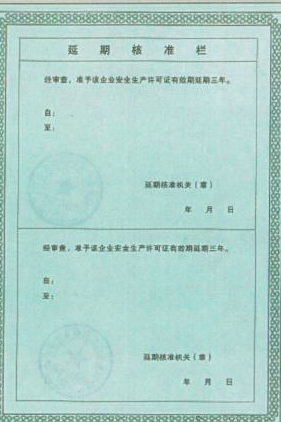 延期核准栏
经审查，准予该企业安全生产许可证有效期延期三年。
自：
至：
延期核准机关（章）
年 月 日
经审查，准予该企业安全生产许可证有效期延期三年。
自：
至：
延期核准机关（章）
年 月 日